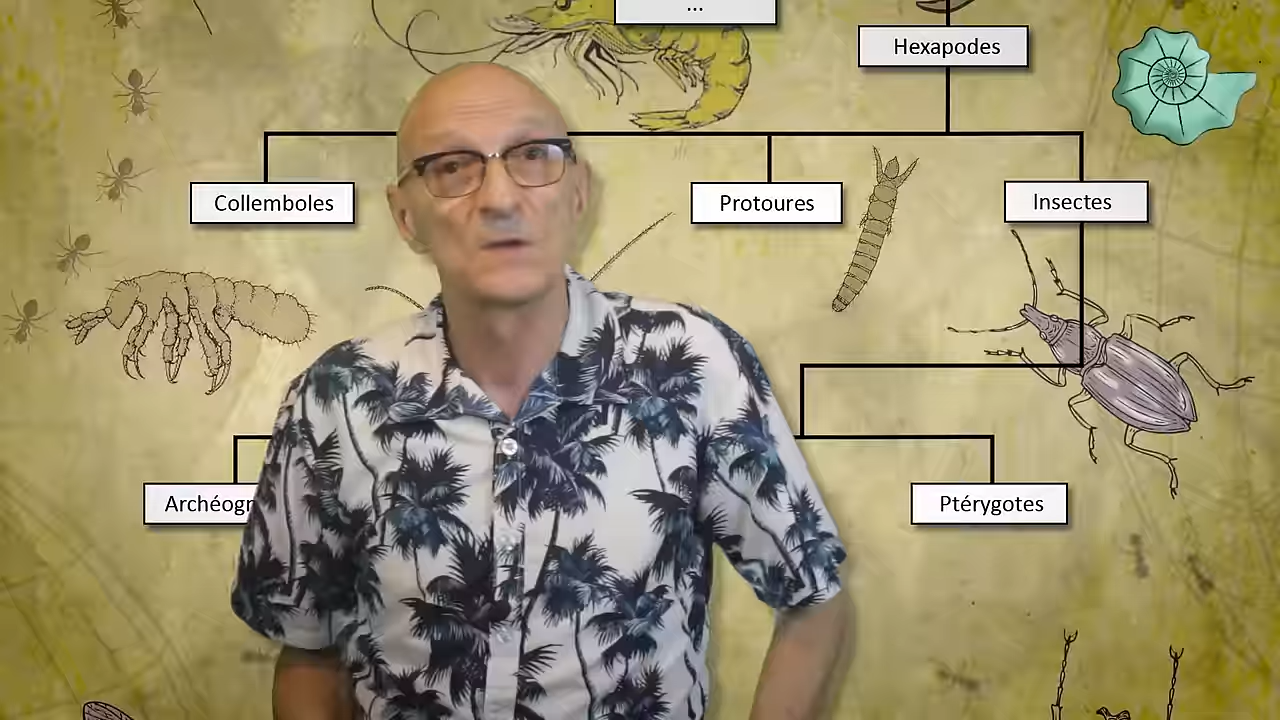 ...
Hexapodes
Collemboles
Protoures
Insectes
Archéogr
Ptérygotes